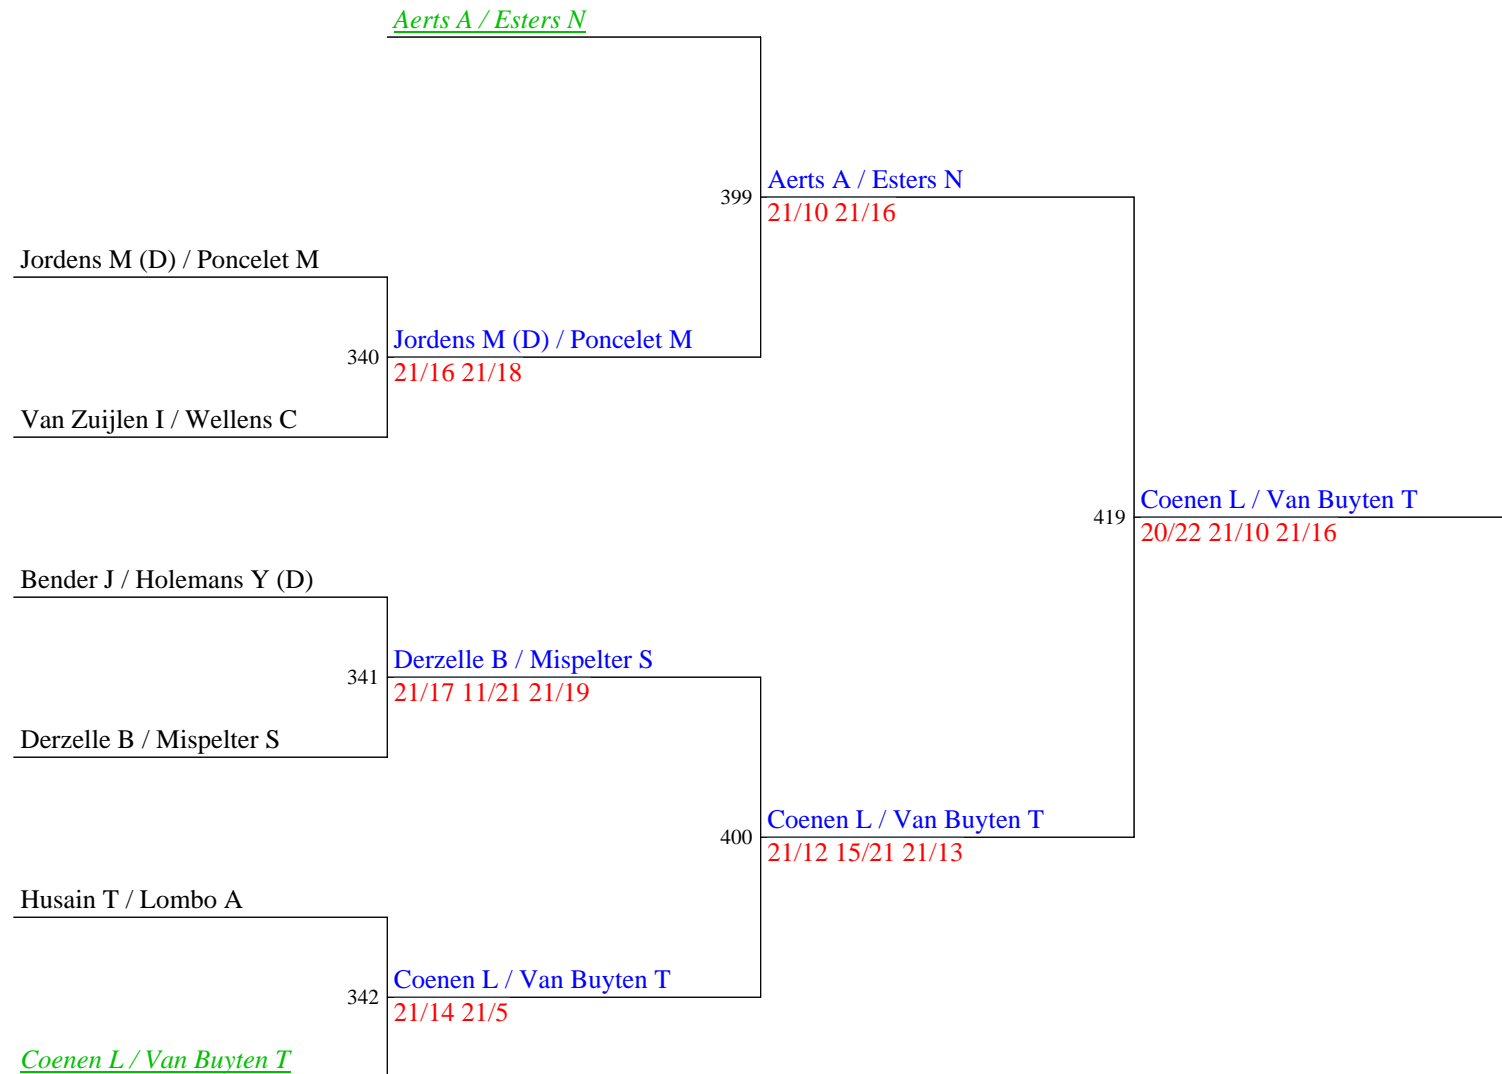 Aerts A / Esters N
399
Aerts A / Esters N
21/10 21/16
Jordens M (D) / Poncelet M
340
Jordens M (D) / Poncelet M
21/16 21/18
Van Zuijlen I / Wellens C
419
Coenen L / Van Buyten T
20/22 21/10 21/16
Bender J / Holemans Y (D)
341
Derzelle B / Mispelter S
21/17 11/21 21/19
Derzelle B / Mispelter S
400
Coenen L / Van Buyten T
21/12 15/21 21/13
Husain T / Lombo A
342
Coenen L / Van Buyten T
21/14 21/5
Coenen L / Van Buyten T